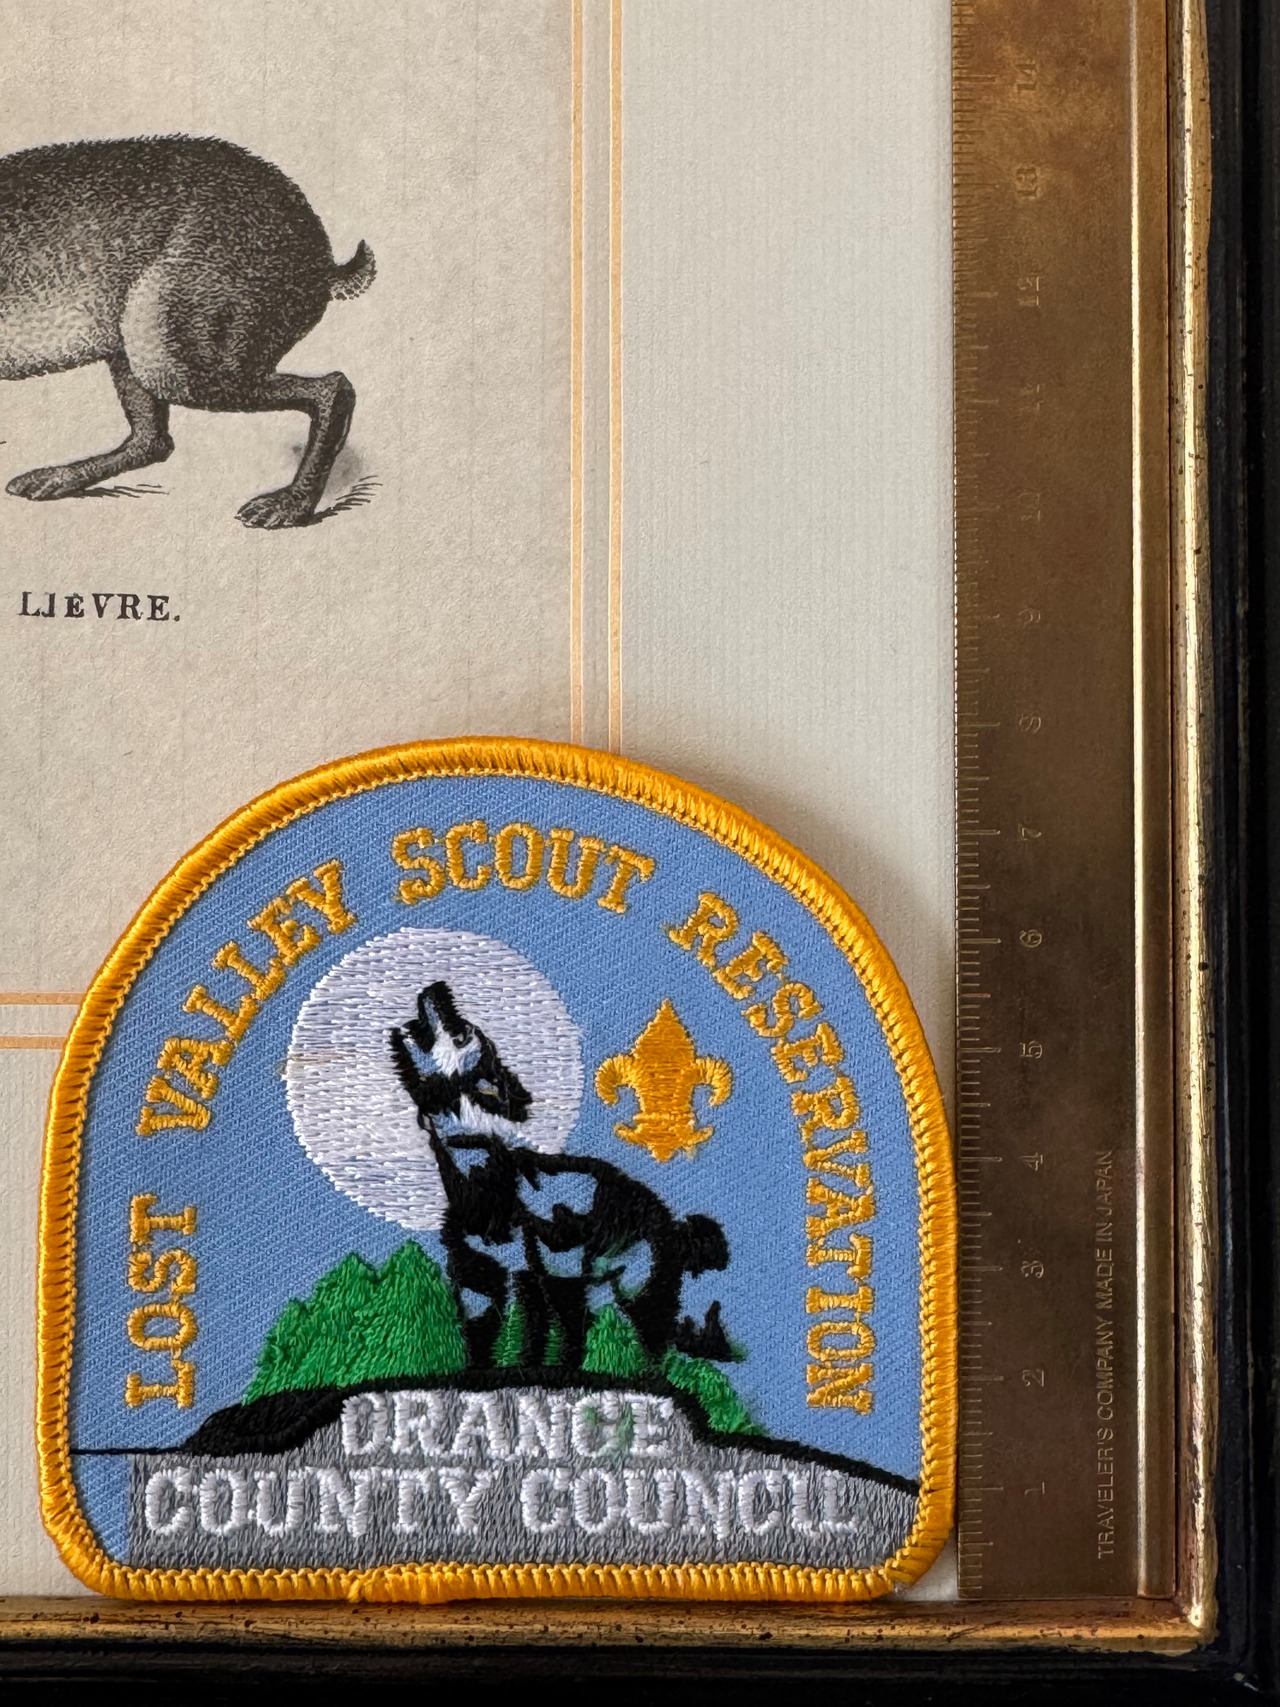 LIÈVRE.
LOST VALLEY SCOUT RESERVATION
ORANGE
COUNTY COUNCIL
14
13
12
11
10
9
8
7
6
5
4
3
2
1
TRAVELER'S COMPANY MADE IN JAPAN